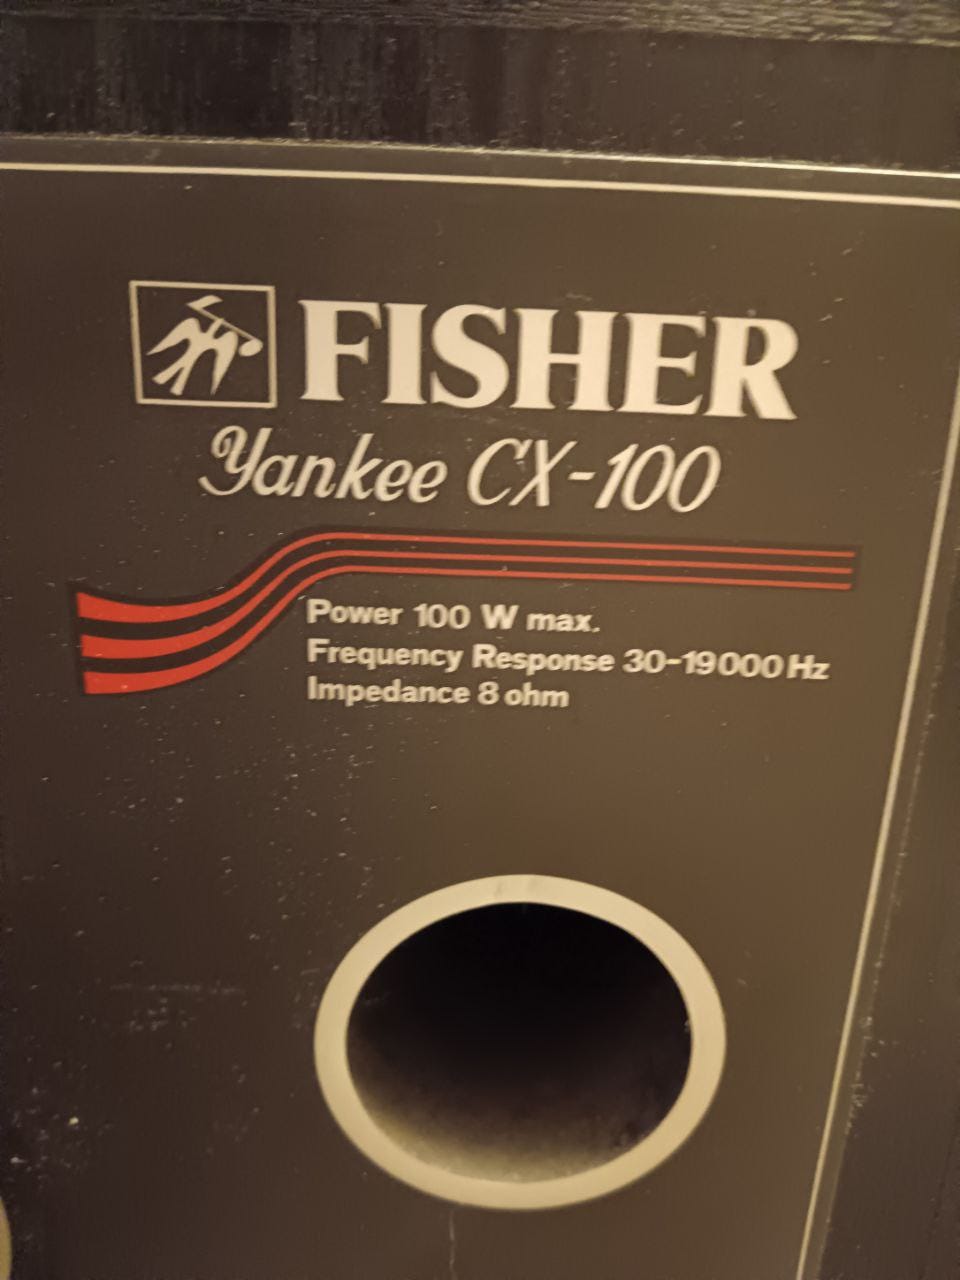 FISHER
Yankee CX-100
Power 100 W max.
Frequency Response 30-19000 Hz
Impedance 8 ohm